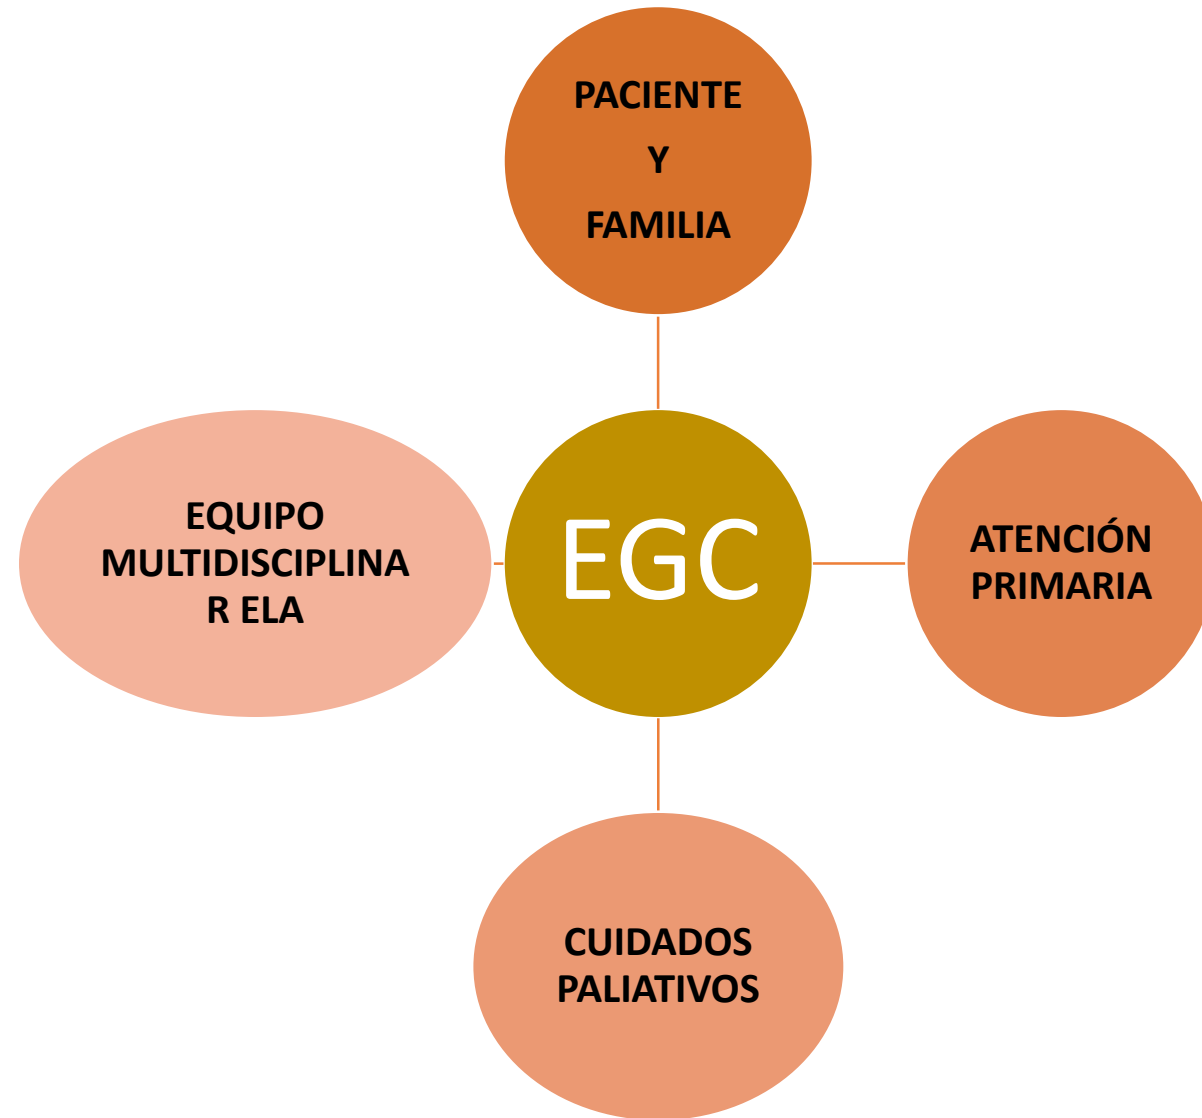 PACIENTE
Y
FAMILIA
EQUIPO
MULTIDISCIPLINA
R ELA
EGC
ATENCIÓN
PRIMARIA
CUIDADOS
PALIATIVOS